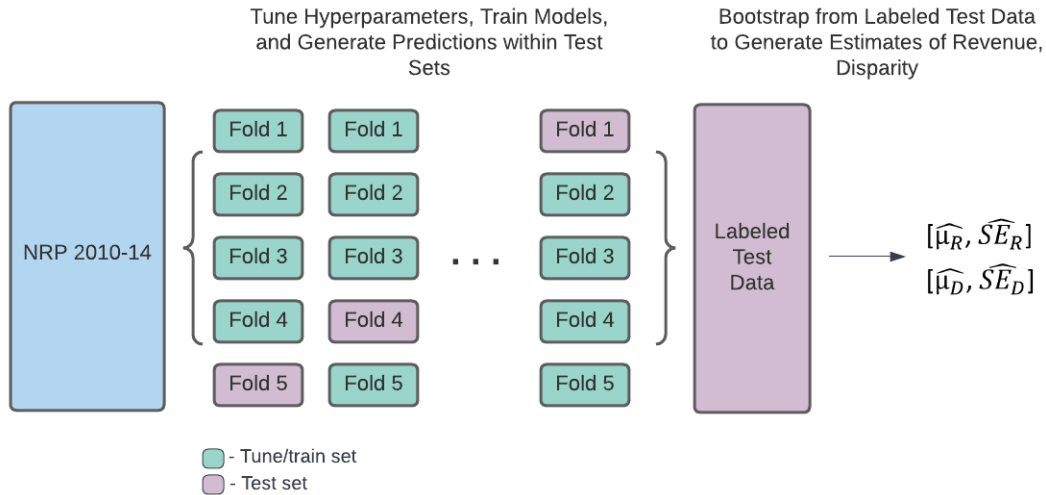 Tune Hyperparameters, Train Models,
and Generate Predictions within Test
Sets
Bootstrap from Labeled Test Data
to Generate Estimates of Revenue,
Disparity
NRP 2010-14
Fold 1
Fold 2
Fold 3
Fold 4
Fold 5
Fold 1
Fold 2
Fold 3
Fold 4
Fold 5
...
Fold 1
Fold 2
Fold 3
Fold 4
Fold 5
Labeled
Test
Data
[μ̂_R, SÊ_R]
[μ̂_D, SÊ_D]
- Tune/train set
- Test set